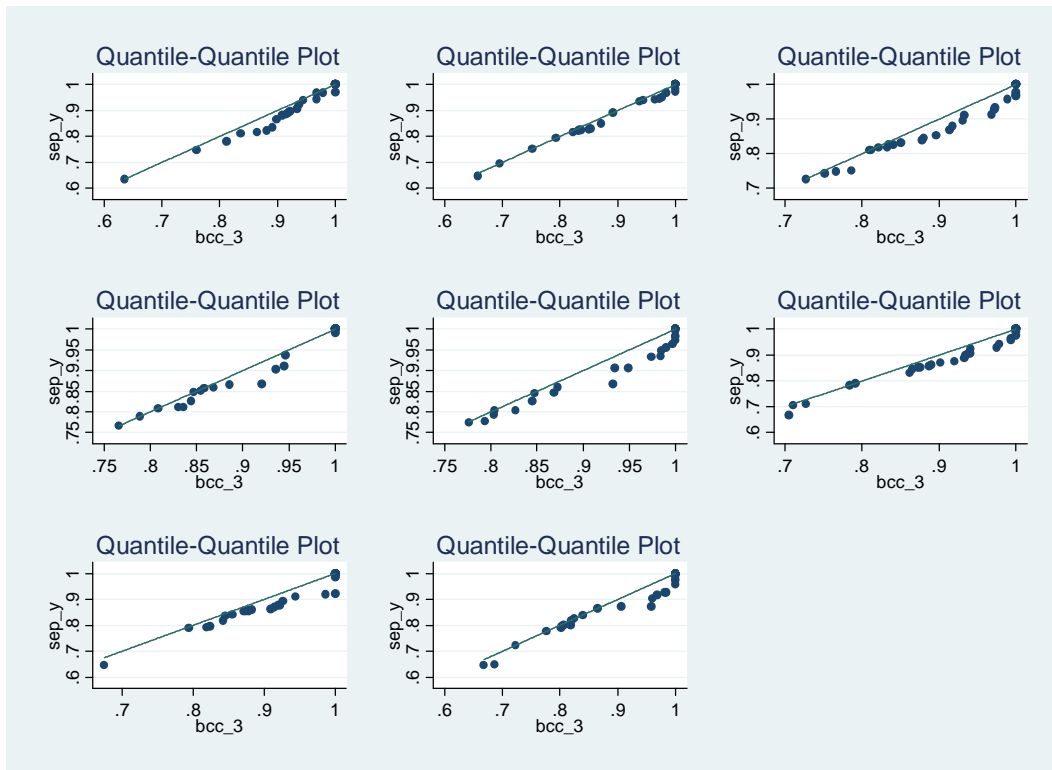 Quantile-Quantile Plot
sep_y
.6 .7 .8 .9 1
.6 .7 .8 .9 1
bcc_3
Quantile-Quantile Plot
sep_y
.6 .7 .8 .9 1
.6 .7 .8 .9 1
bcc_3
Quantile-Quantile Plot
sep_y
.7 .8 .9 1
.7 .8 .9 1
bcc_3
Quantile-Quantile Plot
sep_y
.75 .8 .85 .9 .95 1
.75 .8 .85 .9 .95 1
bcc_3
Quantile-Quantile Plot
sep_y
.75 .8 .85 .9 .95 1
.75 .8 .85 .9 .95 1
bcc_3
Quantile-Quantile Plot
sep_y
.6 .7 .8 .9 1
.7 .8 .9 1
bcc_3
Quantile-Quantile Plot
sep_y
.6 .7 .8 .9 1
.7 .8 .9 1
bcc_3
Quantile-Quantile Plot
sep_y
.6 .7 .8 .9 1
.6 .7 .8 .9 1
bcc_3